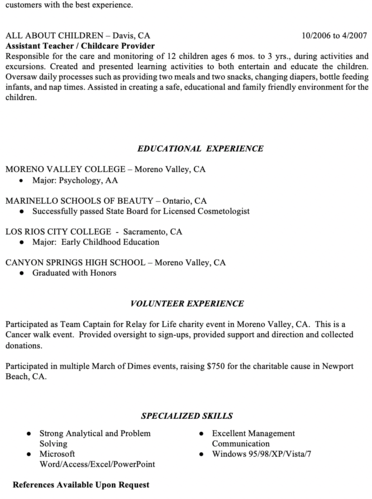 customers with the best experience.
ALL ABOUT CHILDREN – Davis, CA 10/2006 to 4/2007
Assistant Teacher / Childcare Provider
Responsible for the care and monitoring of 12 children ages 6 mos. to 3 yrs., during activities and
excursions. Created and presented learning activities to both entertain and educate the children.
Oversaw daily processes such as providing two meals and two snacks, changing diapers, bottle feeding
infants, and nap times. Assisted in creating a safe, educational and family friendly environment for the
children.
EDUCATIONAL EXPERIENCE
MORENO VALLEY COLLEGE – Moreno Valley, CA
• Major: Psychology, AA
MARINELLO SCHOOLS OF BEAUTY – Ontario, CA
● Successfully passed State Board for Licensed Cosmetologist
LOS RIOS CITY COLLEGE - Sacramento, CA
● Major: Early Childhood Education
CANYON SPRINGS HIGH SCHOOL – Moreno Valley, CA
● Graduated with Honors
VOLUNTEER EXPERIENCE
Participated as Team Captain for Relay for Life charity event in Moreno Valley, CA. This is a
Cancer walk event. Provided oversight to sign-ups, provided support and direction and collected
donations.
Participated in multiple March of Dimes events, raising $750 for the charitable cause in Newport
Beach, CA.
SPECIALIZED SKILLS
● Strong Analytical and Problem
Solving
● Microsoft
Word/Access/Excel/PowerPoint
● Excellent Management
Communication
● Windows 95/98/XP/Vista/7
References Available Upon Request